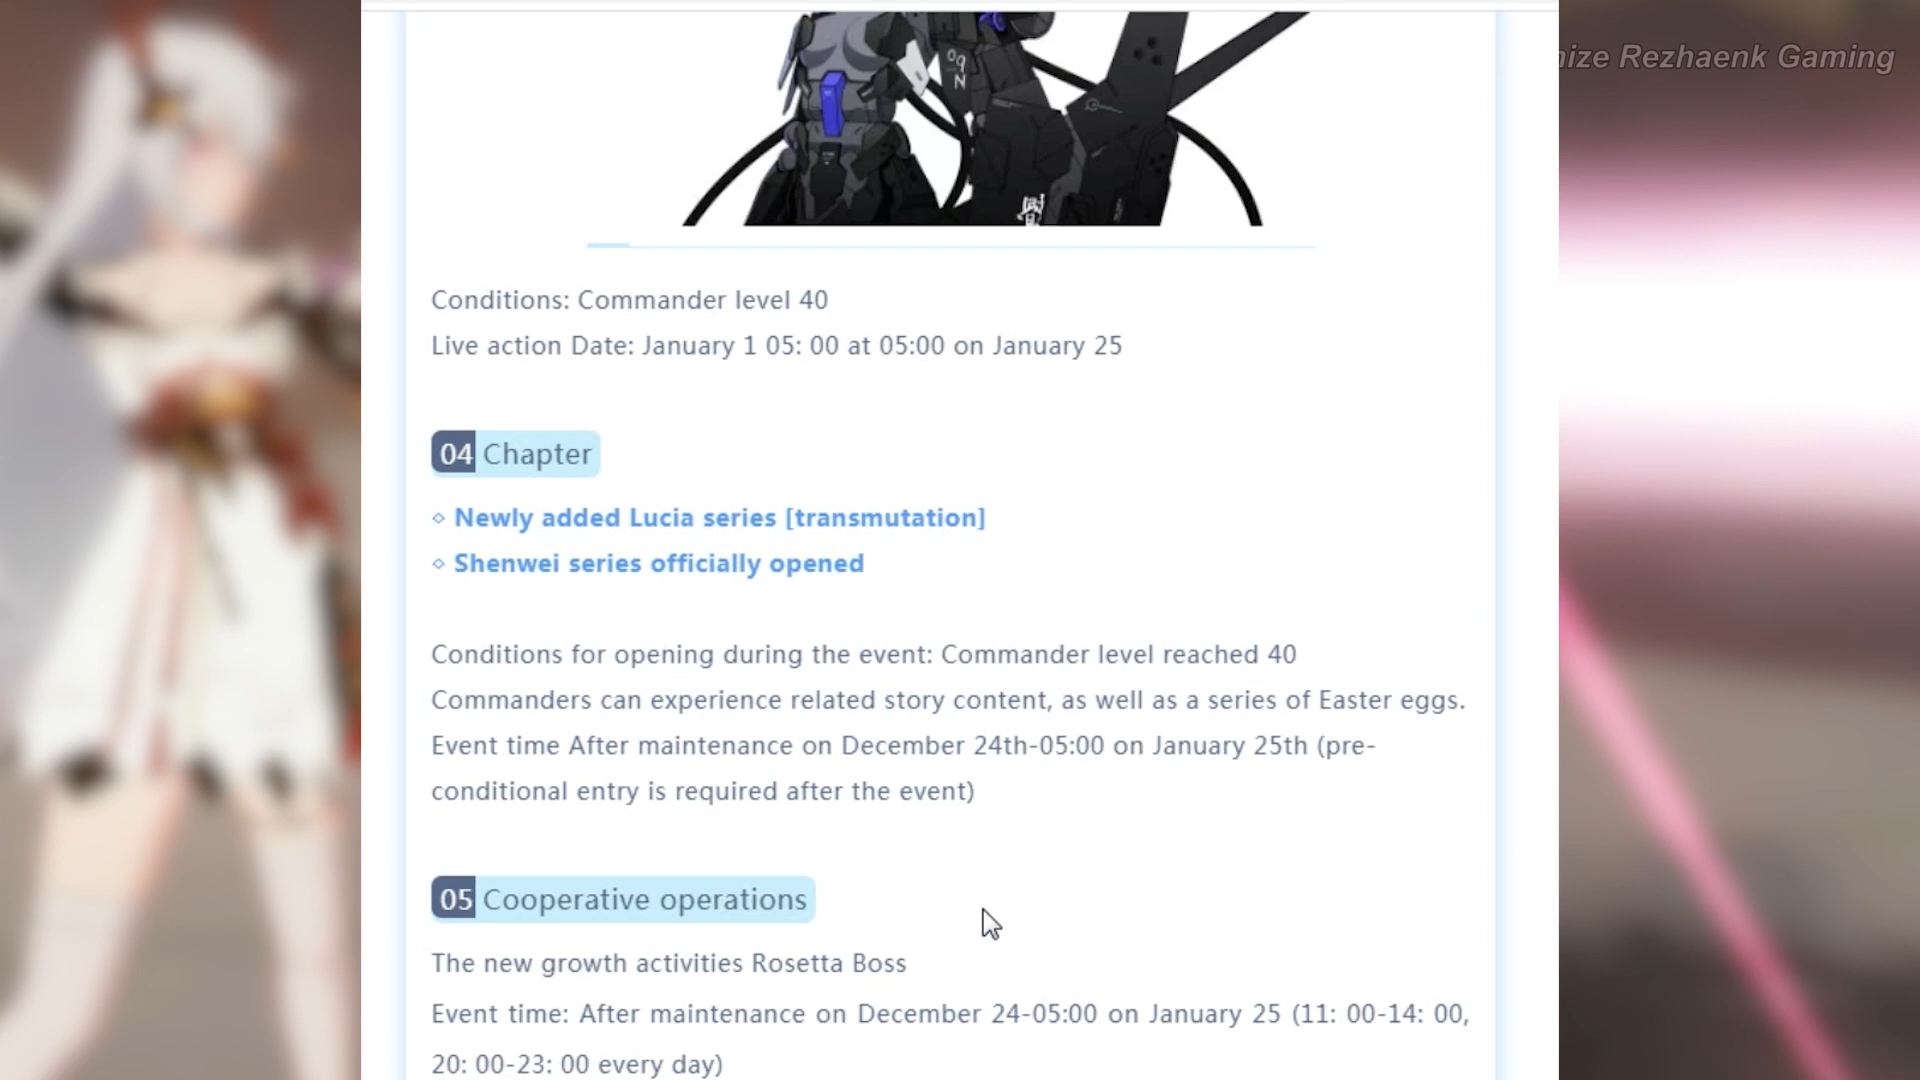 nize Rezhaenk Gaming
09
N
Conditions: Commander level 40
Live action Date: January 1 05: 00 at 05:00 on January 25
04 Chapter
⋄ Newly added Lucia series [transmutation]
⋄ Shenwei series officially opened
Conditions for opening during the event: Commander level reached 40
Commanders can experience related story content, as well as a series of Easter eggs.
Event time After maintenance on December 24th-05:00 on January 25th (pre-
conditional entry is required after the event)
05 Cooperative operations
The new growth activities Rosetta Boss
Event time: After maintenance on December 24-05:00 on January 25 (11: 00-14: 00,
20: 00-23: 00 every day)